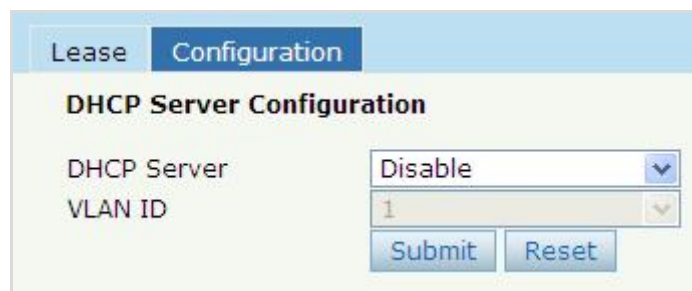 Lease Configuration
DHCP Server Configuration
DHCP Server Disable
VLAN ID 1
Submit Reset